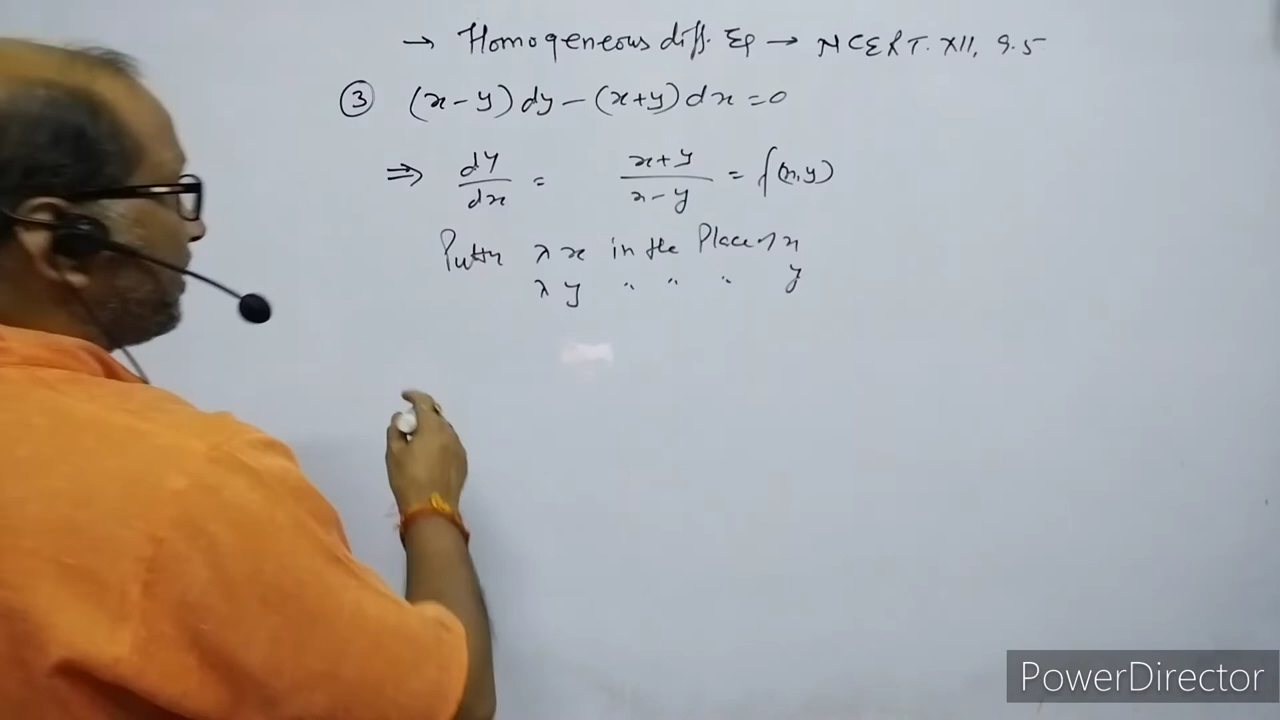 → Homogeneous diff. Eq → NCERT. XII, 9.5
③ (x-y)dy-(x+y)dx=0
⇒ dy/dx = x+y/x-y = f(x,y)
Puttn λx in the Place of x
λy " " " y
PowerDirector